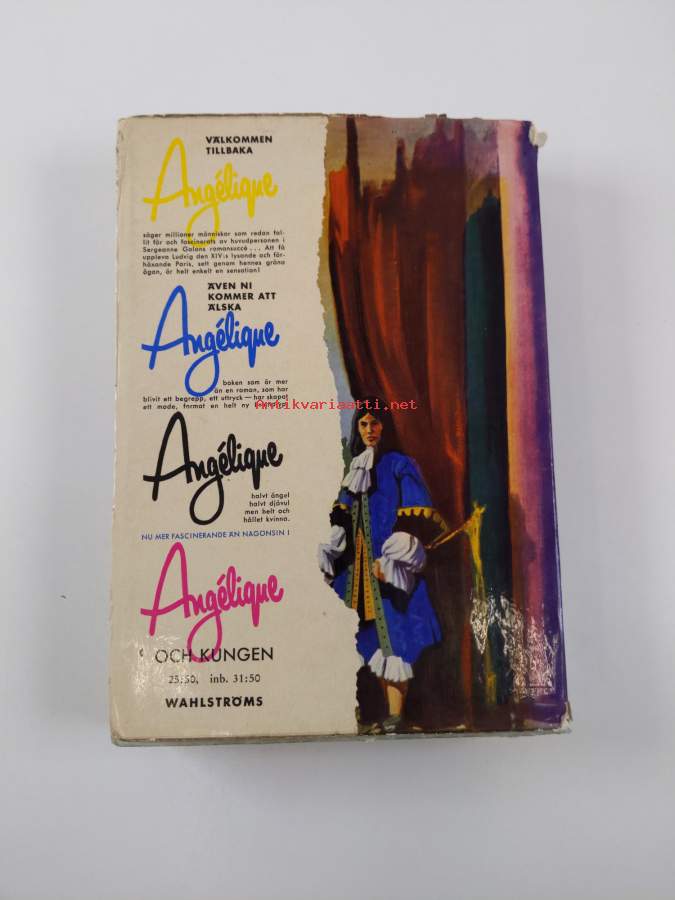 VÄLKOMMEN
TILLBAKA
Angélique
säger millioner människor som redan fal-
lit för och fascinerats av huvudpersonen i
Sergeanne Golons romansuccé . . . Att få
uppleva Ludvig den XIV:s lysande och för-
häxande Paris, sett genom hennes gröna
ögon, är helt enkelt en sensation!
ÄVEN NI
KOMMER ATT
ÄLSKA
Angélique
boken som är mer
än en roman, som har
blivit ett begrepp, ett uttryck — har skapat
ett mode, format en helt ny
Antikvariaatti.net
Angélique
halvt ängel
halvt djävul
men helt och
hållet kvinna.
NU MER FASCINERANDE ÄN NÅGONSIN I
Angélique
OCH KUNGEN
25:50, inb. 31:50
WAHLSTRÖMS